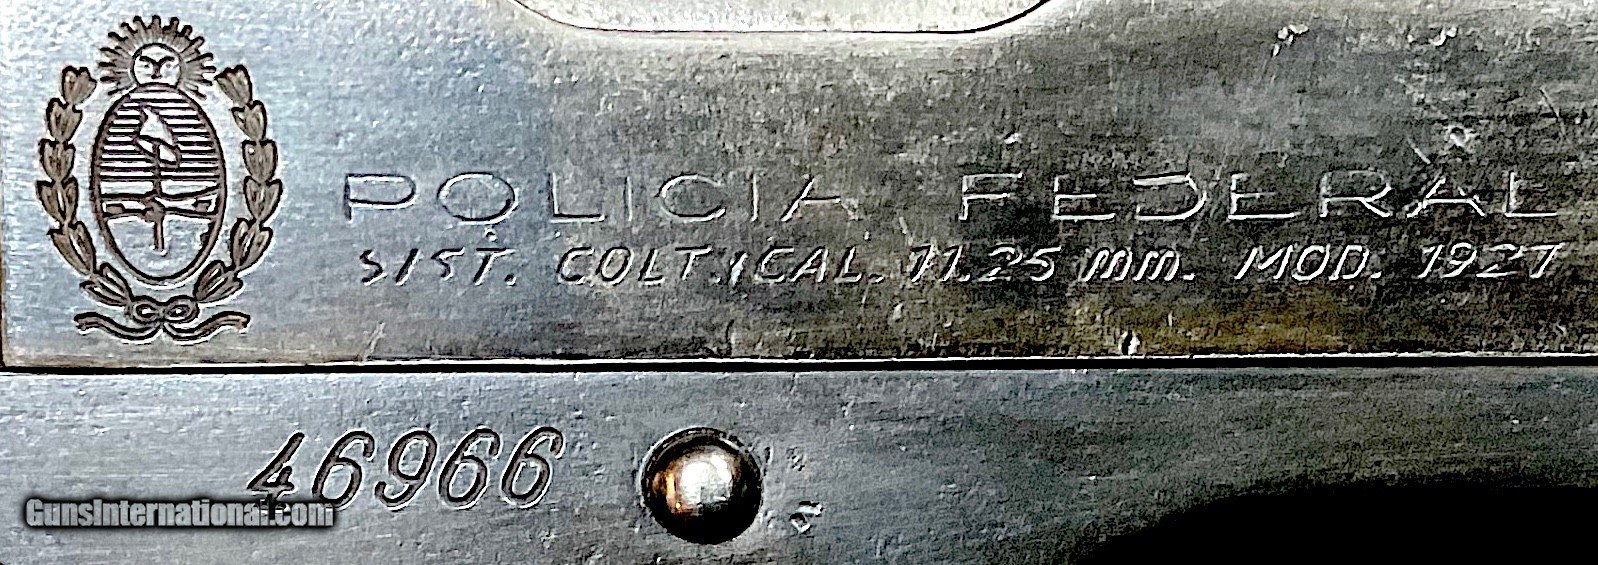 POLICIA FEDERAL
SIST. COLT. CAL. 11.25 mm. MOD. 1927
46966
GunsInternational.com